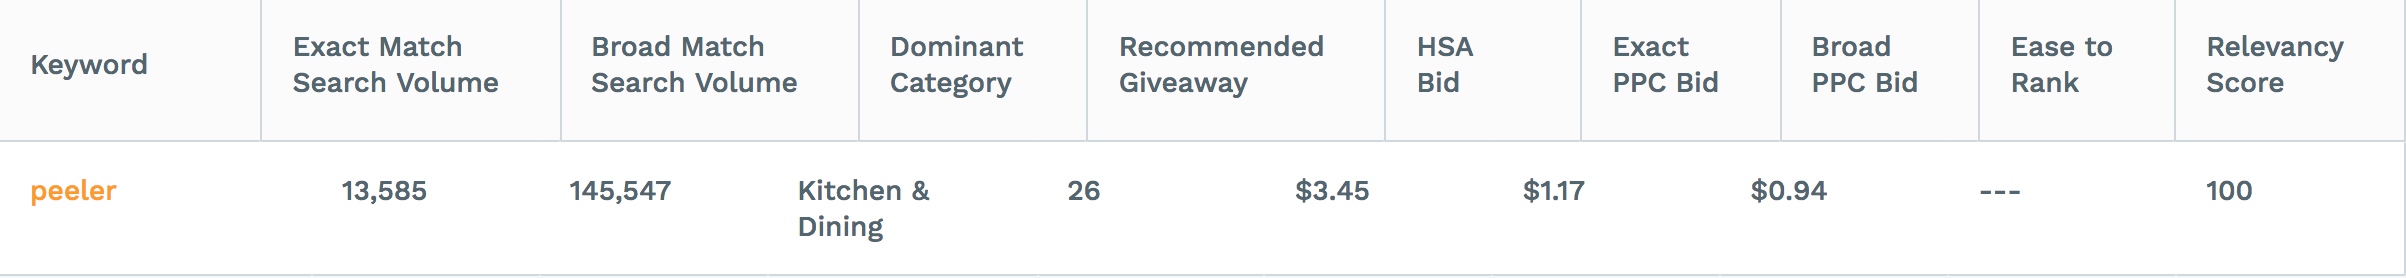 Keyword
Exact Match
Search Volume
Broad Match
Search Volume
Dominant
Category
Recommended
Giveaway
HSA
Bid
Exact
PPC Bid
Broad
PPC Bid
Ease to
Rank
Relevancy
Score
peeler
13,585
145,547
Kitchen &
Dining
26
$3.45
$1.17
$0.94
---
100